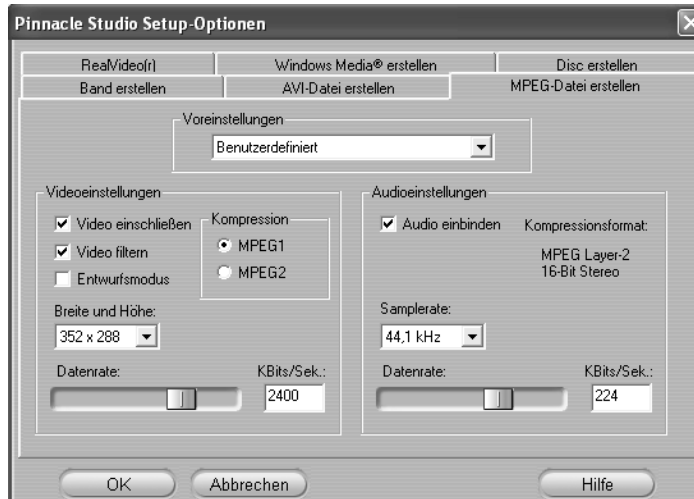 Pinnacle Studio Setup-Optionen
RealVideo(r)
Windows Media® erstellen
Disc erstellen
Band erstellen
AVI-Datei erstellen
MPEG-Datei erstellen
Voreinstellungen
Benutzerdefiniert
Videoeinstellungen
Video einschließen
Video filtern
Entwurfsmodus
Kompression
MPEG1
MPEG2
Breite und Höhe:
352 x 288
Datenrate:
KBits/Sek.:
2400
Audioeinstellungen
Audio einbinden
Kompressionsformat:
MPEG Layer-2
16-Bit Stereo
Samplerate:
44,1 kHz
Datenrate:
KBits/Sek.:
224
OK
Abbrechen
Hilfe